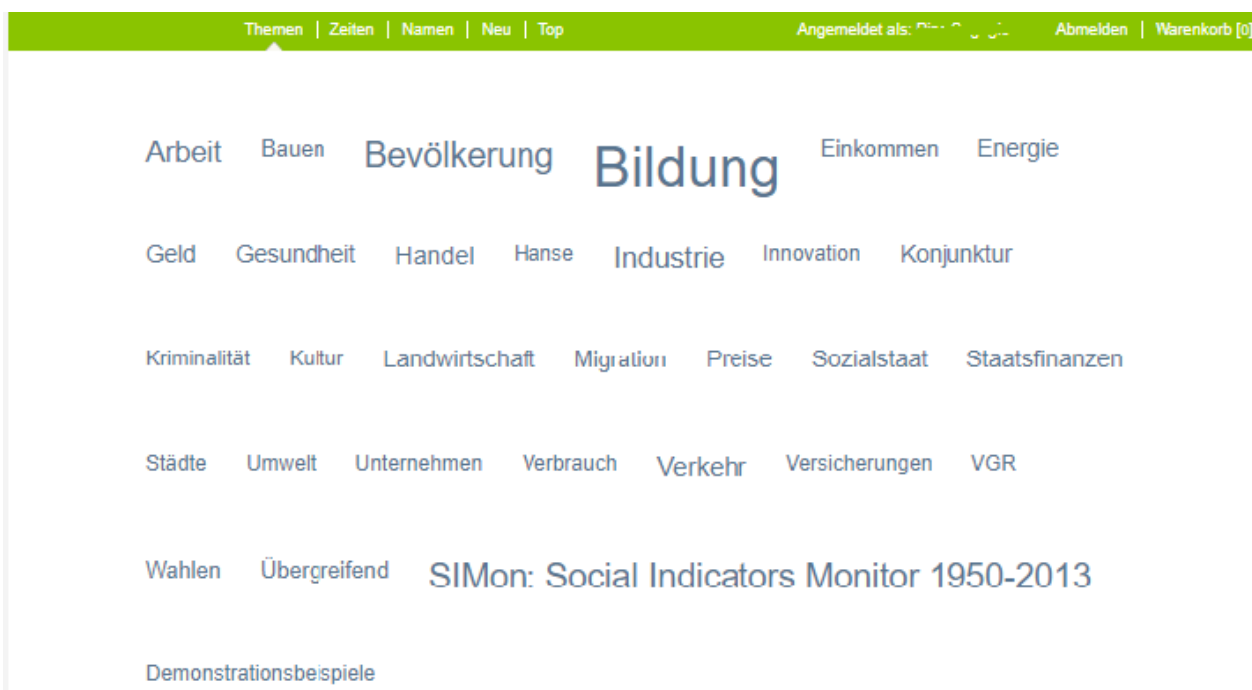 Themen | Zeiten | Namen | Neu | Top Angemeldet als: Abmelden | Warenkorb [0]
Arbeit Bauen Bevölkerung Bildung Einkommen Energie
Geld Gesundheit Handel Hanse Industrie Innovation Konjunktur
Kriminalität Kultur Landwirtschaft Migration Preise Sozialstaat Staatsfinanzen
Städte Umwelt Unternehmen Verbrauch Verkehr Versicherungen VGR
Wahlen Übergreifend SIMon: Social Indicators Monitor 1950-2013
Demonstrationsbeispiele